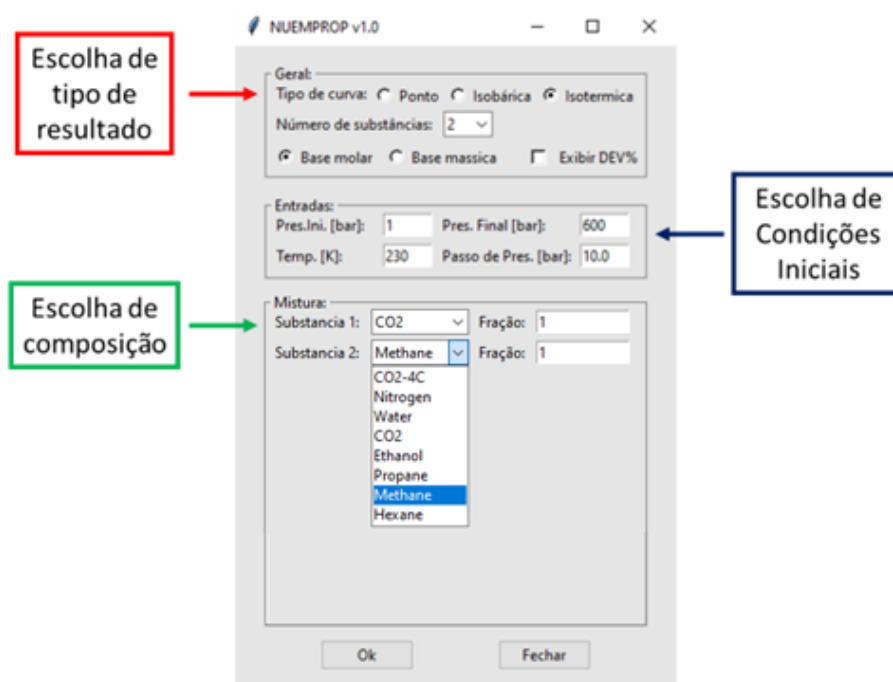 NUEMPROP v1.0
Escolha de
tipo de
resultado
Geral:
Tipo de curva: Ponto Isobárica Isotermica
Número de substâncias: 2
Base molar Base massica Exibir DEV%
Escolha de
Condições
Iniciais
Entradas:
Pres.Ini. [bar]: 1 Pres. Final [bar]: 600
Temp. [K]: 230 Passo de Pres. [bar]: 10.0
Escolha de
composição
Mistura:
Substancia 1: CO2 Fração: 1
Substancia 2: Methane Fração: 1
CO2-4C
Nitrogen
Water
CO2
Ethanol
Propane
Methane
Hexane
Ok Fechar